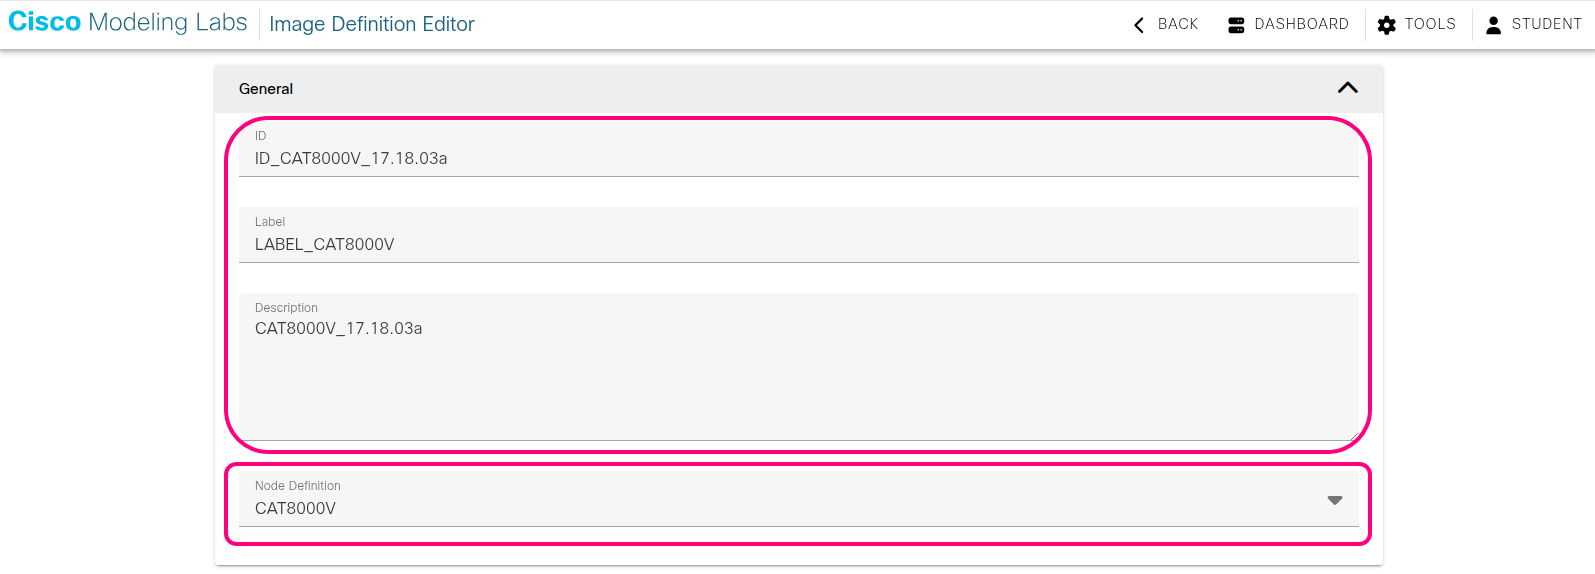 Cisco Modeling Labs Image Definition Editor BACK DASHBOARD TOOLS STUDENT
General
ID
ID_CAT8000V_17.18.03a
Label
LABEL_CAT8000V
Description
CAT8000V_17.18.03a
Node Definition
CAT8000V